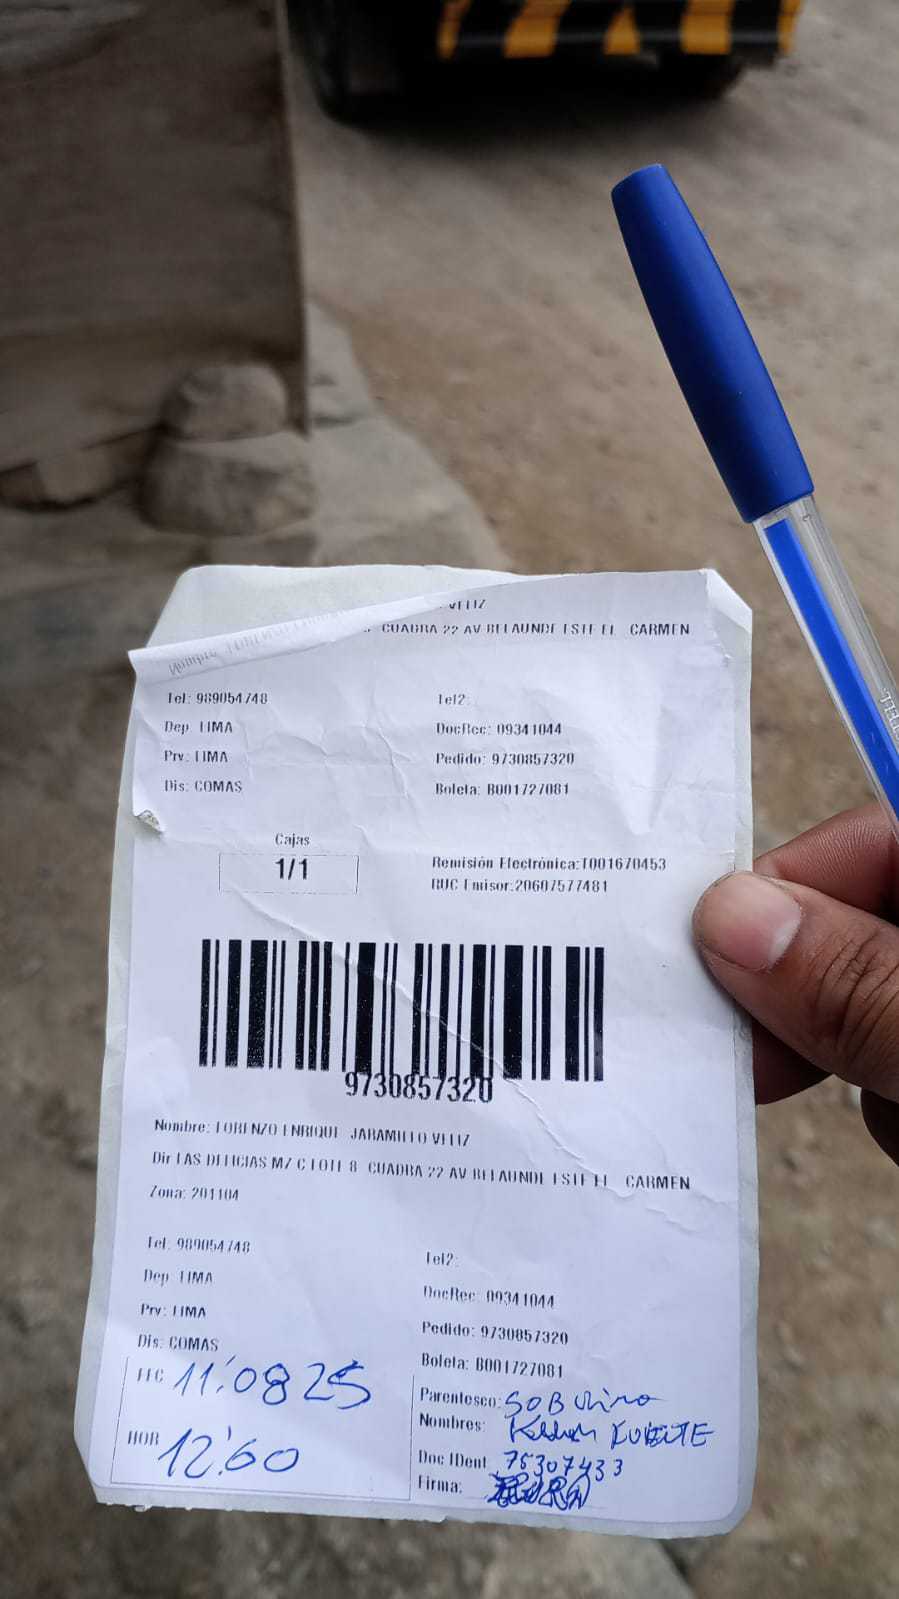 VELIZ
CUADRA 22 AV BELAUNDE ESTE EL CARMEN
Tel: 989054748
Tel2:
Dep LIMA
DocRec: 09341044
Prv: LIMA
Pedido: 9730857320
Dis: COMAS
Boleta: B001727081
Cajas
1/1
Remisión Electrónica:T001670453
RUC Emisor:20607577481
9730857320
Nombre: LORENZO ENRIQUE JARAMILLO VELIZ
Dir LAS DELICIAS MZ C LOTE 8 CUADRA 22 AV BELAUNDE ESTE EL CARMEN
Zona: 201104
Tel: 989054748
Tel2:
Dep LIMA
DocRec: 09341044
Prv: LIMA
Pedido: 9730857320
Dis: COMAS
Boleta: B001727081
FEC 11'08 25
Parentesco: SOBrino
Nombres:
HOR 12'60
Doc IDent 75307433
Firma: